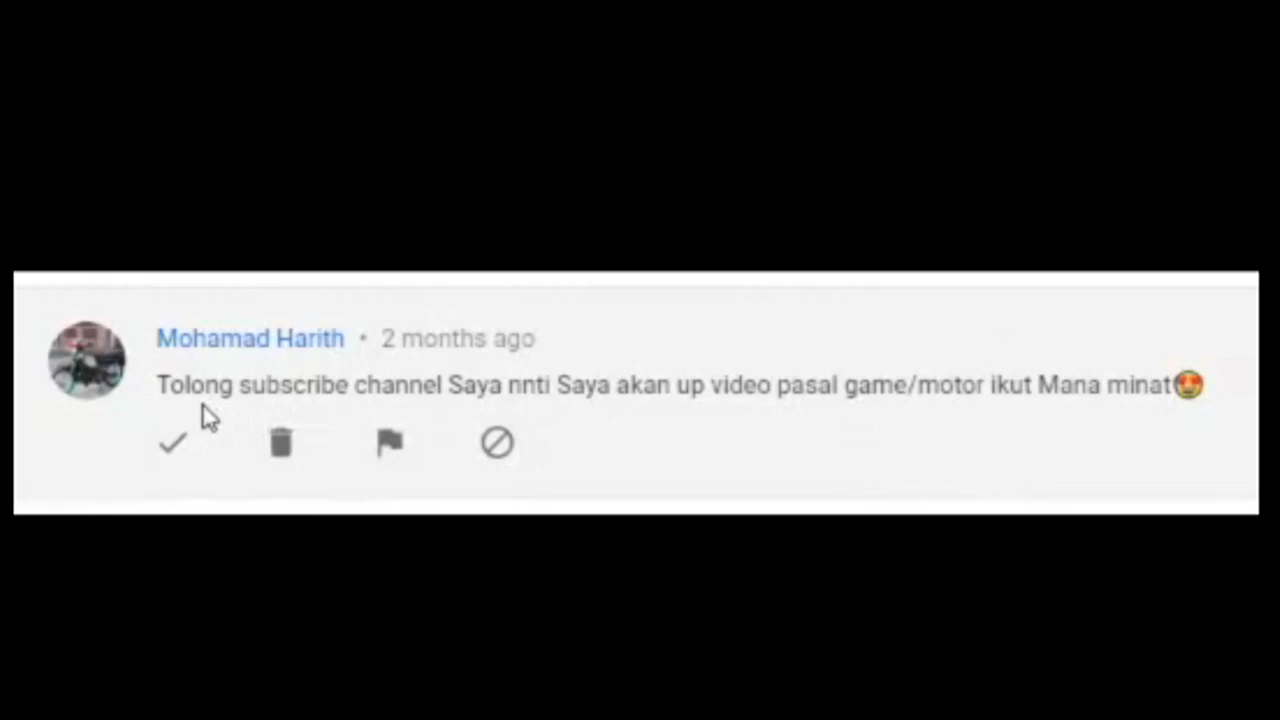 Mohamad Harith • 2 months ago
Tolong subscribe channel Saya nnti Saya akan up video pasal game/motor ikut Mana minat🤩